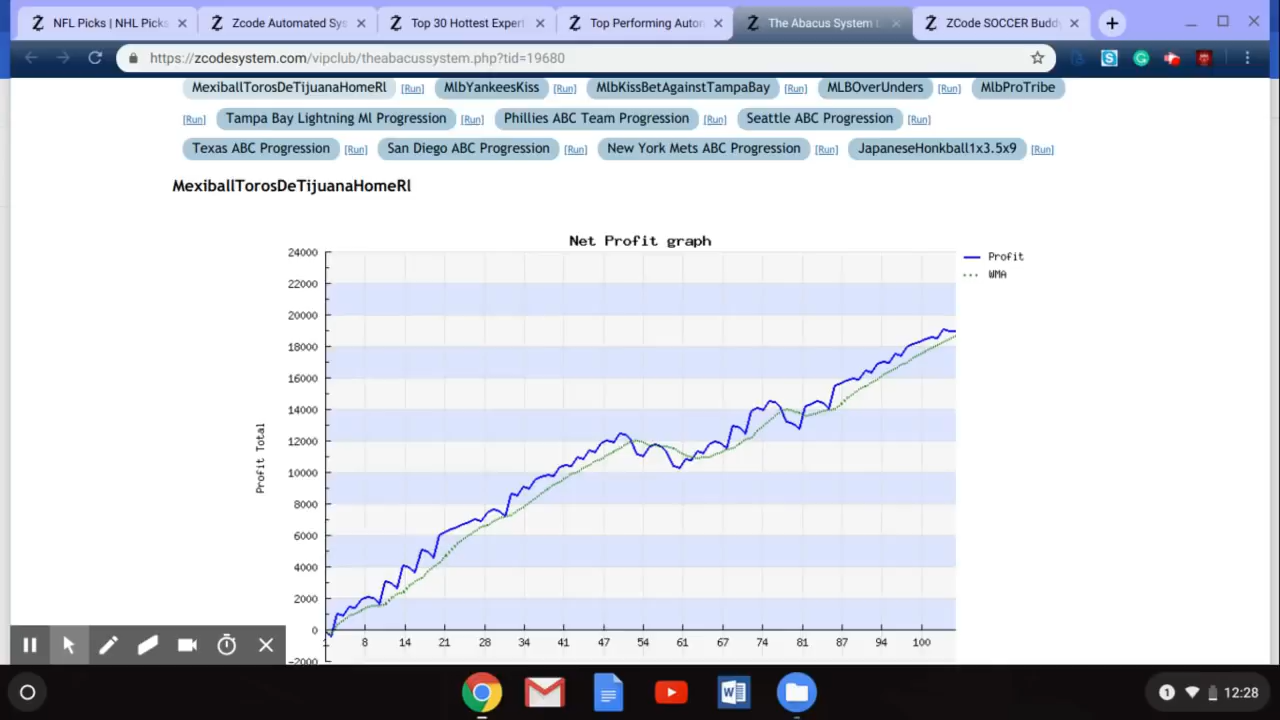 NFL Picks | NHL Picks Zcode Automated Sys Top 30 Hottest Expert Top Performing Autom The Abacus System t ZCode SOCCER Buddy
https://zcodesystem.com/vipclub/theabacussystem.php?tid=19680
MexiballTorosDeTijuanaHomeRl [Run] MlbYankeesKiss [Run] MlbKissBetAgainstTampaBay [Run] MLBOverUnders [Run] MlbProTribe
[Run] Tampa Bay Lightning Ml Progression [Run] Phillies ABC Team Progression [Run] Seattle ABC Progression [Run]
Texas ABC Progression [Run] San Diego ABC Progression [Run] New York Mets ABC Progression [Run] JapaneseHonkball1x3.5x9 [Run]
MexiballTorosDeTijuanaHomeRl
Net Profit graph
Profit
WMA
Profit Total
24000
22000
20000
18000
16000
14000
12000
10000
8000
6000
4000
2000
0
-2000
8 14 21 28 34 41 47 54 61 67 74 81 87 94 100
1 12:28